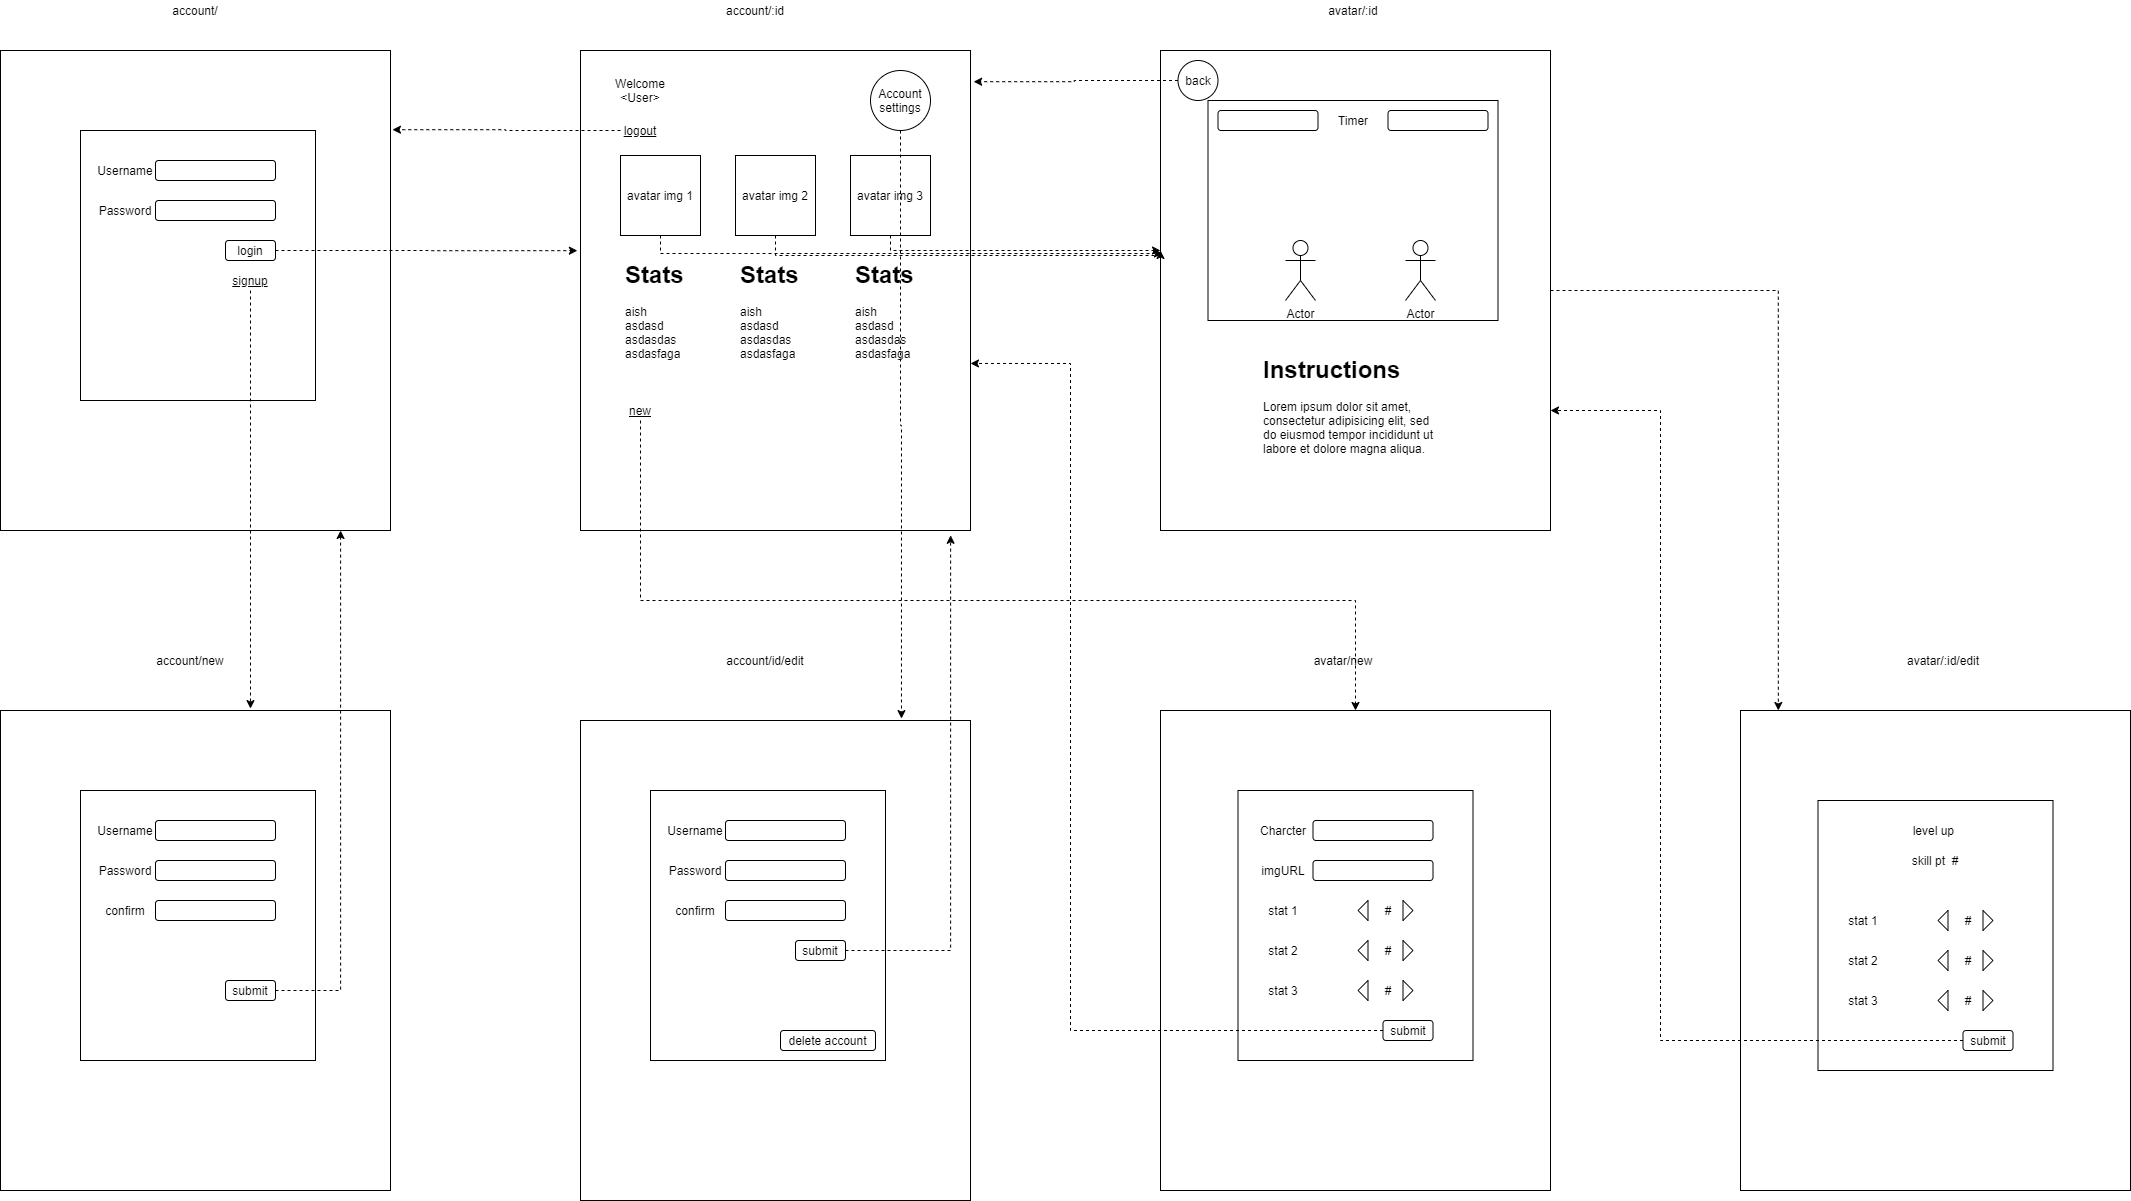 account/
account/:id
avatar/:id
Username
Password
login
signup
Welcome
<User>
logout
Account
settings
avatar img 1
avatar img 2
avatar img 3
Stats
aish
asdasd
asdasdas
asdasfaga
Stats
aish
asdasd
asdasdas
asdasfaga
Stats
aish
asdasd
asdasdas
asdasfaga
new
back
Timer
Actor
Actor
Instructions
Lorem ipsum dolor sit amet,
consectetur adipisicing elit, sed
do eiusmod tempor incididunt ut
labore et dolore magna aliqua.
account/new
account/id/edit
avatar/new
avatar/:id/edit
Username
Password
confirm
submit
Username
Password
confirm
submit
delete account
Charcter
imgURL
stat 1 #
stat 2 #
stat 3 #
submit
level up
skill pt #
stat 1 #
stat 2 #
stat 3 #
submit